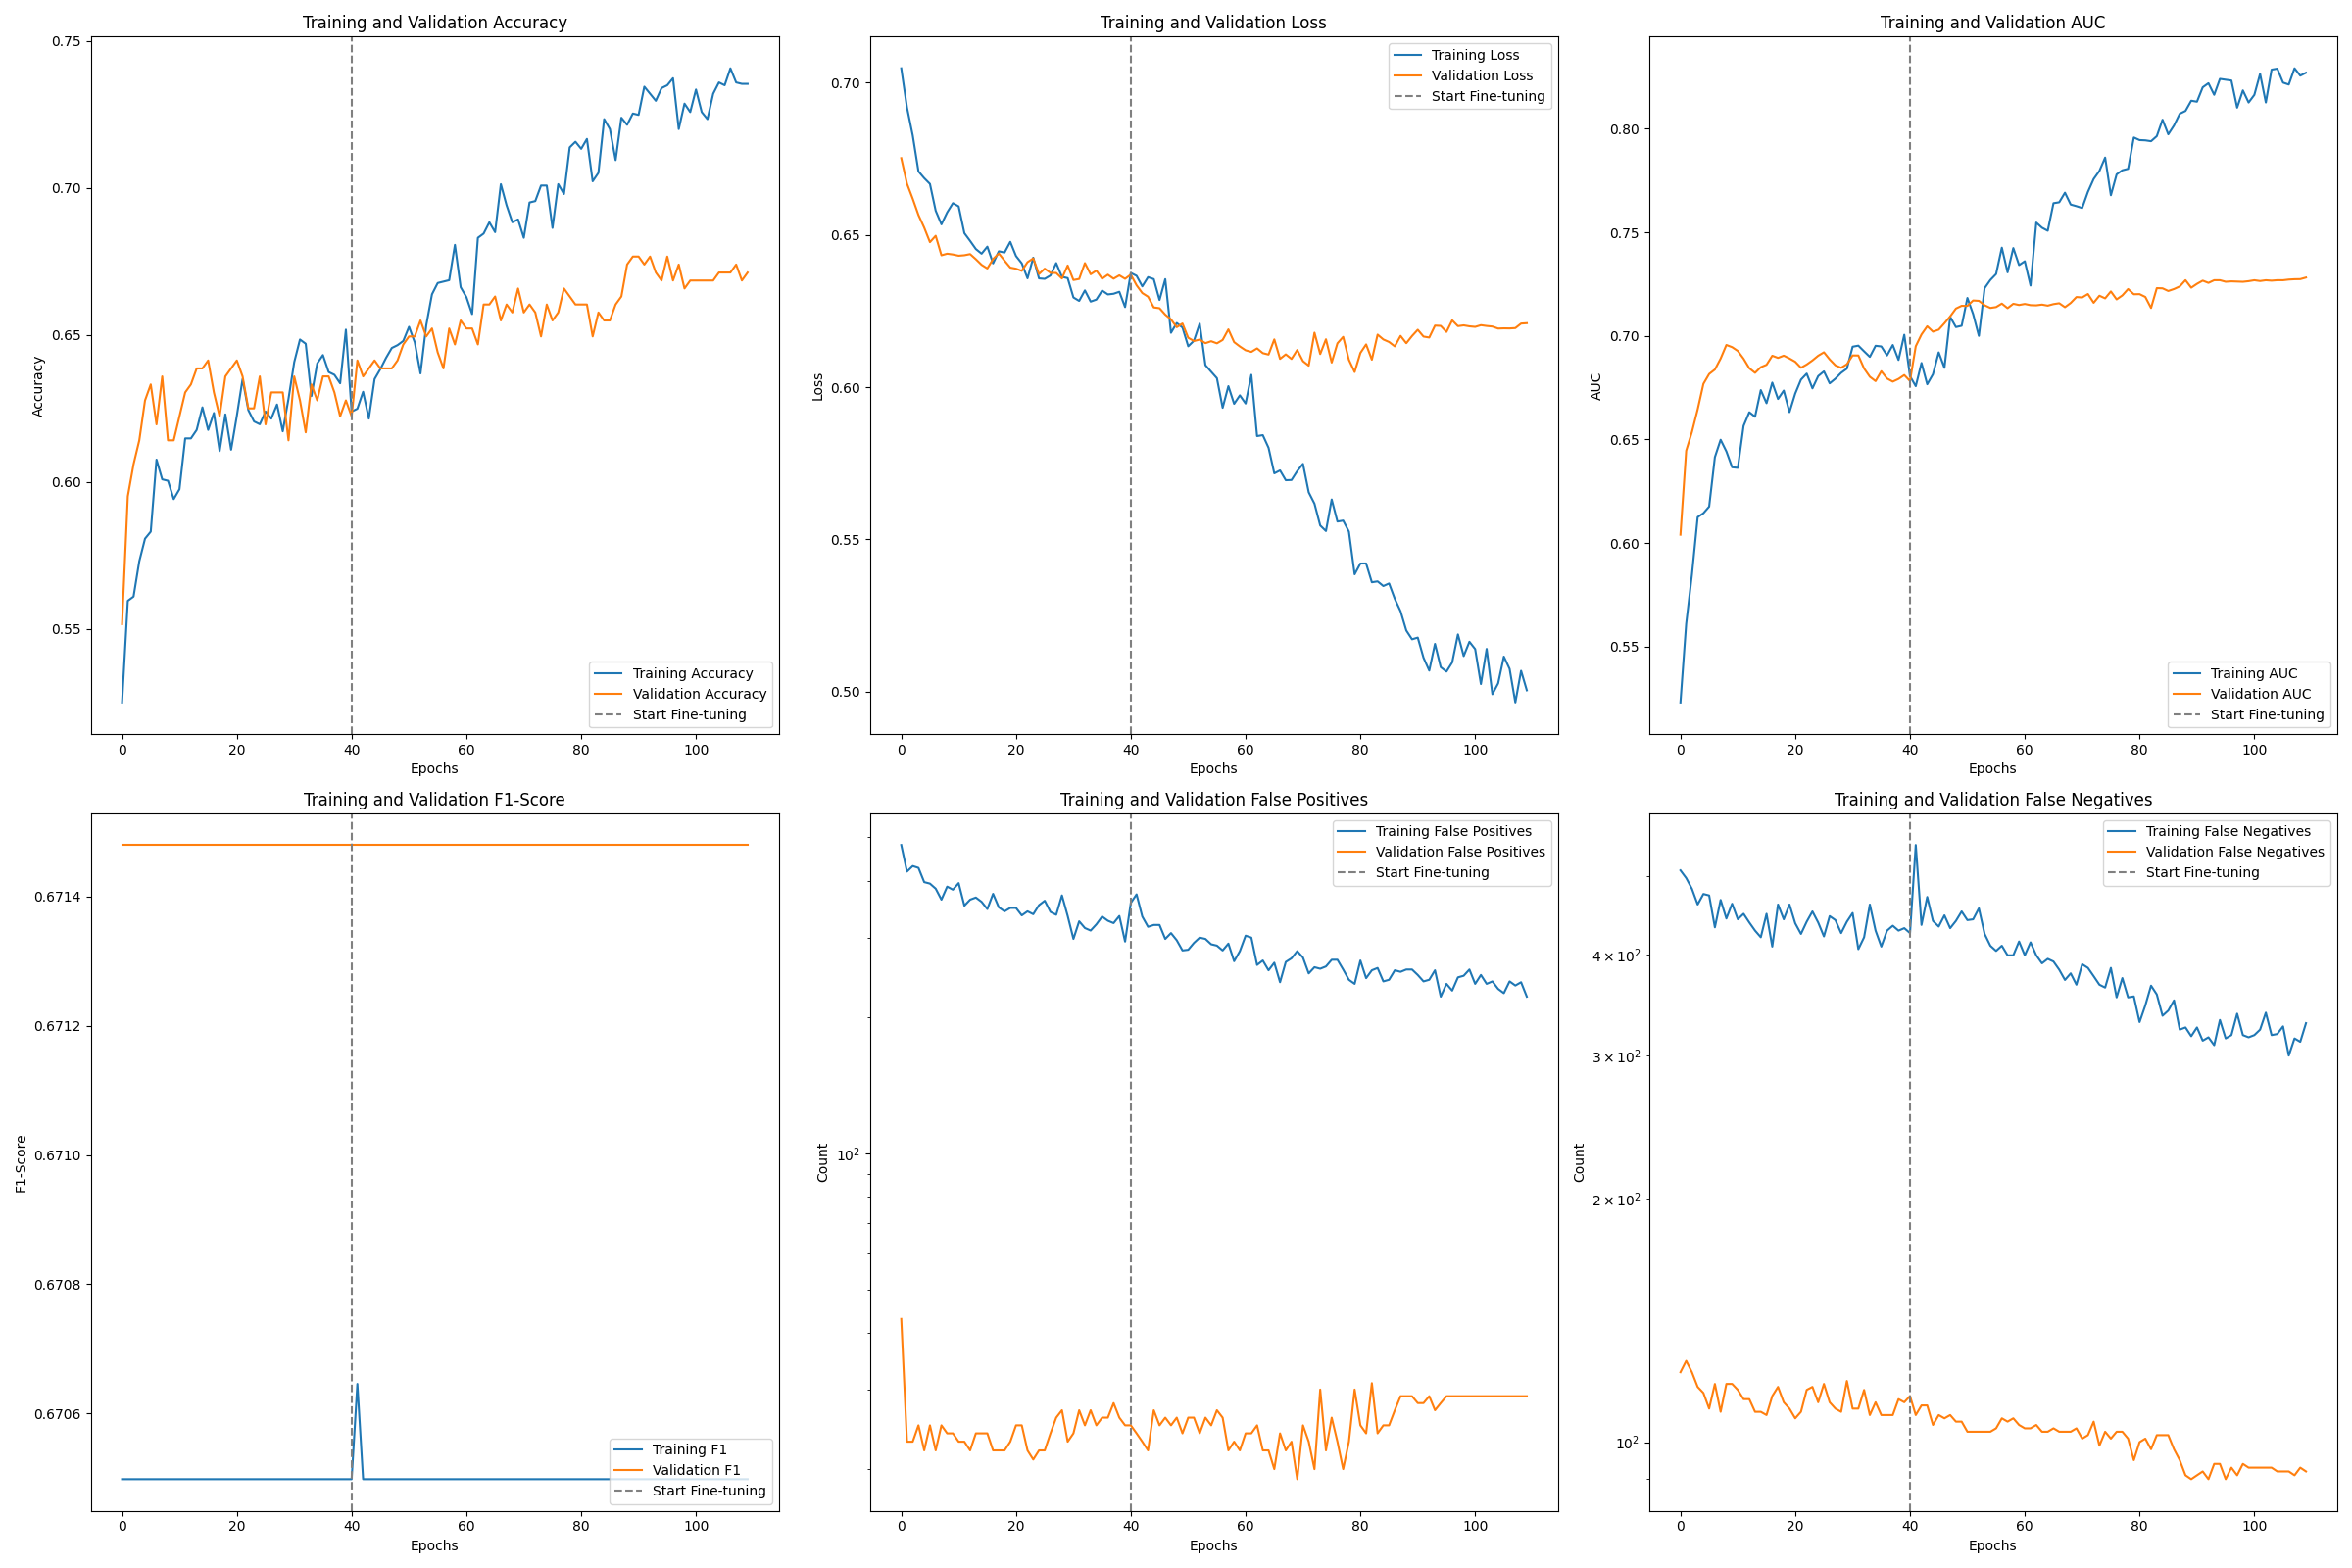 Training and Validation Accuracy
Accuracy
0.75
0.70
0.65
0.60
0.55
0
20
40
60
80
100
Epochs
Training Accuracy
Validation Accuracy
Start Fine-tuning
Training and Validation Loss
Loss
0.70
0.65
0.60
0.55
0.50
0
20
40
60
80
100
Epochs
Training Loss
Validation Loss
Start Fine-tuning
Training and Validation AUC
AUC
0.80
0.75
0.70
0.65
0.60
0.55
0
20
40
60
80
100
Epochs
Training AUC
Validation AUC
Start Fine-tuning
Training and Validation F1-Score
F1-Score
0.6714
0.6712
0.6710
0.6708
0.6706
0
20
40
60
80
100
Epochs
Training F1
Validation F1
Start Fine-tuning
Training and Validation False Positives
Count
10²
0
20
40
60
80
100
Epochs
Training False Positives
Validation False Positives
Start Fine-tuning
Training and Validation False Negatives
Count
4 × 10²
3 × 10²
2 × 10²
10²
0
20
40
60
80
100
Epochs
Training False Negatives
Validation False Negatives
Start Fine-tuning